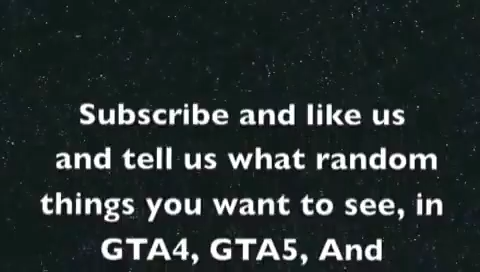 Subscribe and like us
and tell us what random
things you want to see, in
GTA4, GTA5, And